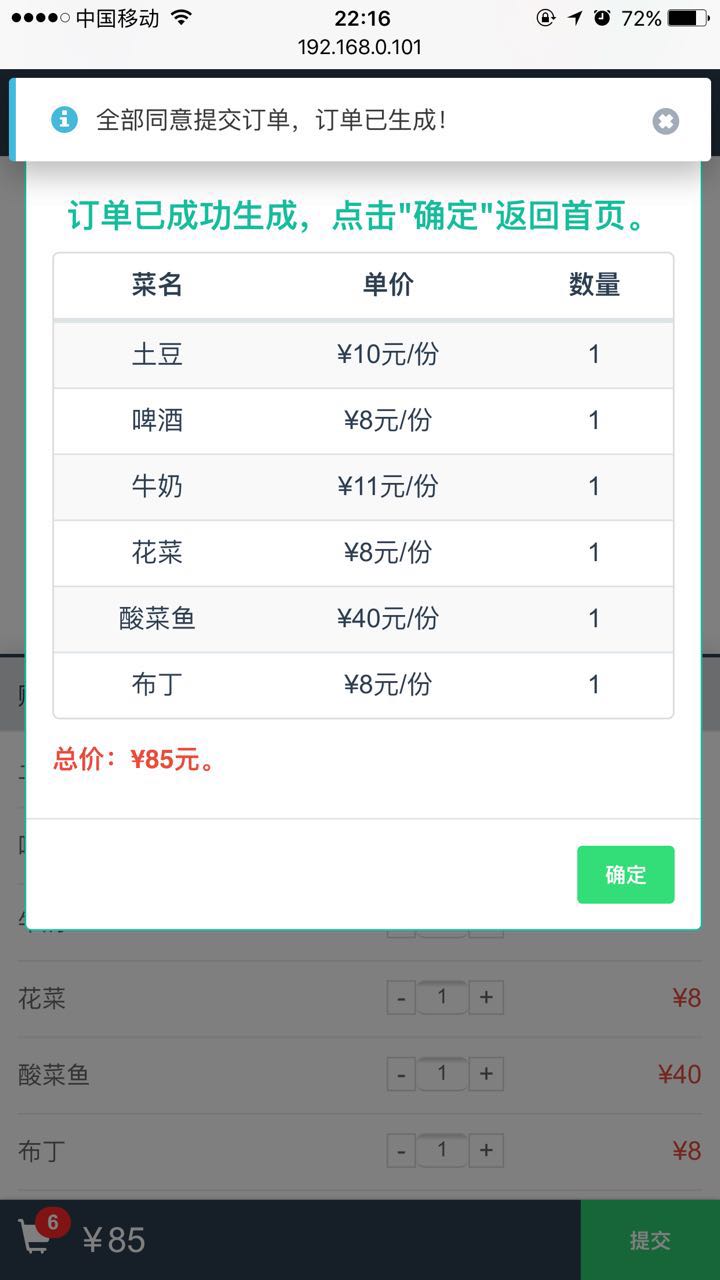 中国移动 22:16 72%
192.168.0.101
全部同意提交订单，订单已生成！
订单已成功生成，点击"确定"返回首页。
菜名 单价 数量
土豆 ¥10元/份 1
啤酒 ¥8元/份 1
牛奶 ¥11元/份 1
花菜 ¥8元/份 1
酸菜鱼 ¥40元/份 1
布丁 ¥8元/份 1
总价：¥85元。
确定
花菜 - 1 + ¥8
酸菜鱼 - 1 + ¥40
布丁 - 1 + ¥8
6 ¥85 提交